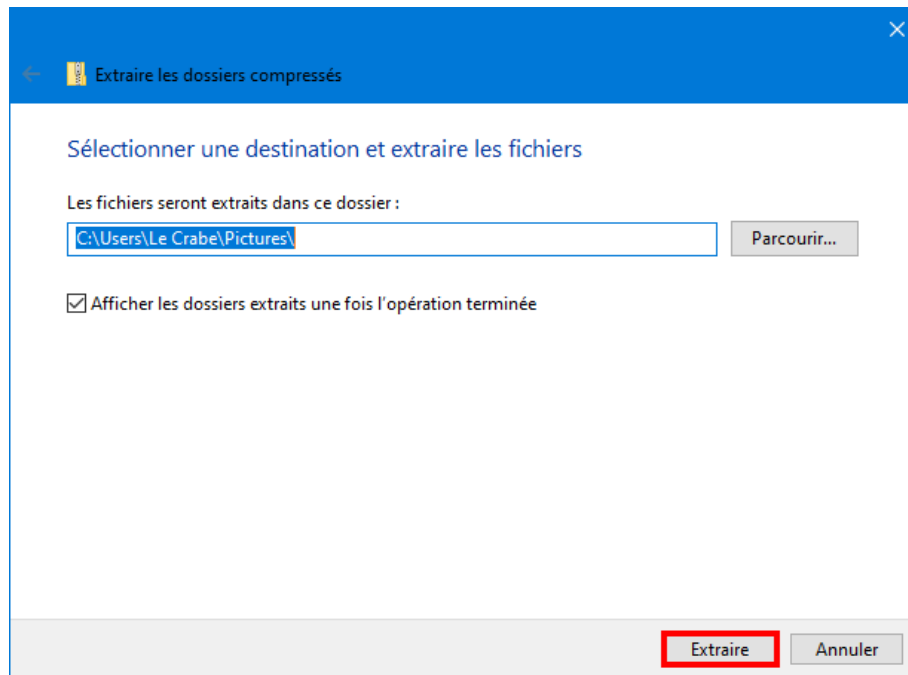 Extraire les dossiers compressés
Sélectionner une destination et extraire les fichiers
Les fichiers seront extraits dans ce dossier :
C:\Users\Le Crabe\Pictures\
Parcourir...
Afficher les dossiers extraits une fois l’opération terminée
Extraire
Annuler